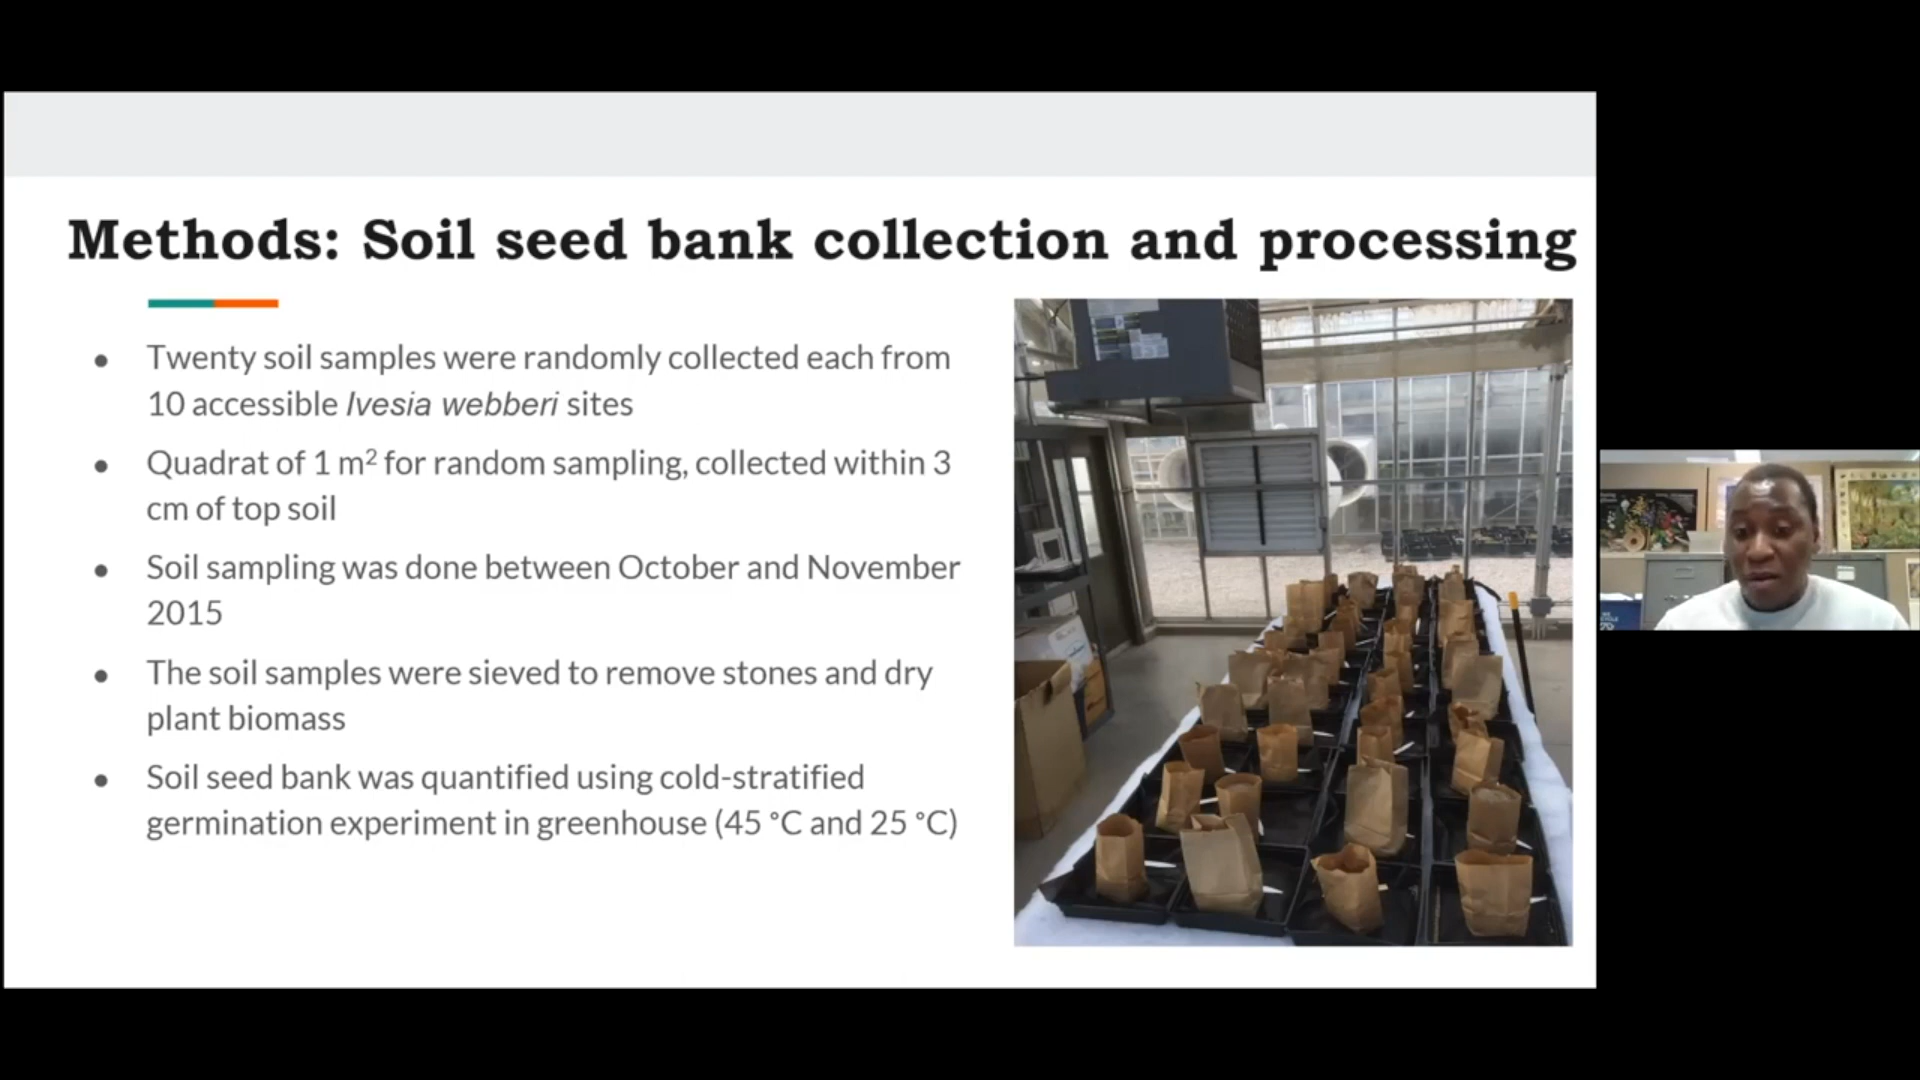 Methods: Soil seed bank collection and processing
● Twenty soil samples were randomly collected each from
10 accessible Ivesia webberi sites
● Quadrat of 1 m² for random sampling, collected within 3
cm of top soil
● Soil sampling was done between October and November
2015
● The soil samples were sieved to remove stones and dry
plant biomass
● Soil seed bank was quantified using cold-stratified
germination experiment in greenhouse (45 °C and 25 °C)